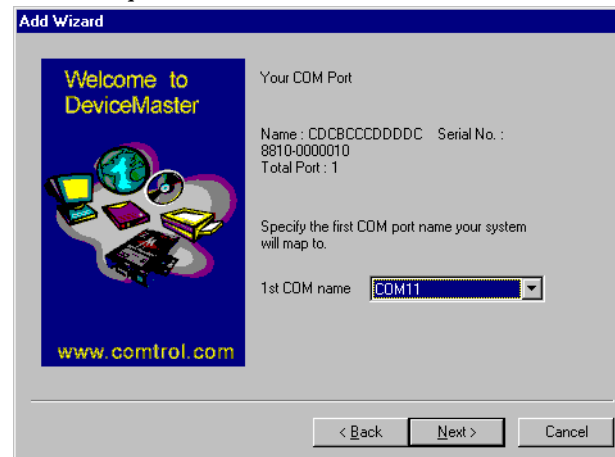 Add Wizard
Welcome to
DeviceMaster
www.comtrol.com
Your COM Port
Name : CDCBCCCDDDDC Serial No. :
8810-0000010
Total Port : 1
Specify the first COM port name your system
will map to.
1st COM name COM11
< Back Next > Cancel